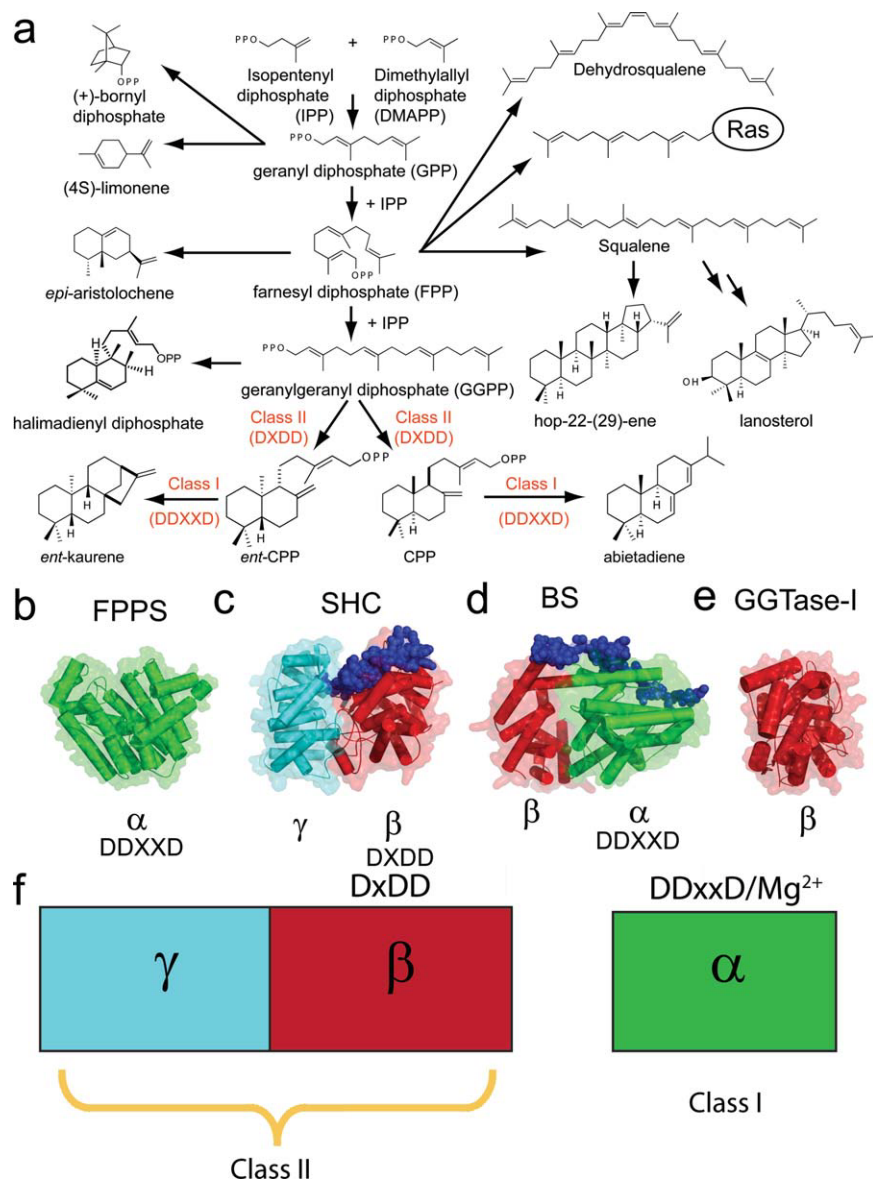 a
PPO
+
PPO
OPP
(+)-bornyl
diphosphate
Isopentenyl
diphosphate
(IPP)
Dimethylallyl
diphosphate
(DMAPP)
Dehydrosqualene
PPO
geranyl diphosphate (GPP)
Ras
(4S)-limonene
+ IPP
Squalene
epi-aristolochene
OPP
farnesyl diphosphate (FPP)
+ IPP
H
OPP
H
halimadienyl diphosphate
PPO
geranylgeranyl diphosphate (GGPP)
H
H
H
hop-22-(29)-ene
OH
H
H
lanosterol
Class II
(DXDD)
Class II
(DXDD)
H
ent-kaurene
Class I
(DDXXD)
OPP
H
ent-CPP
OPP
H
CPP
Class I
(DDXXD)
H
H
abietadiene
b
FPPS
c
SHC
d
BS
e
GGTase-I
α
DDXXD
γ
β
DXDD
β
α
DDXXD
β
f
DxDD
DDxxD/Mg²⁺
γ
β
α
Class II
Class I